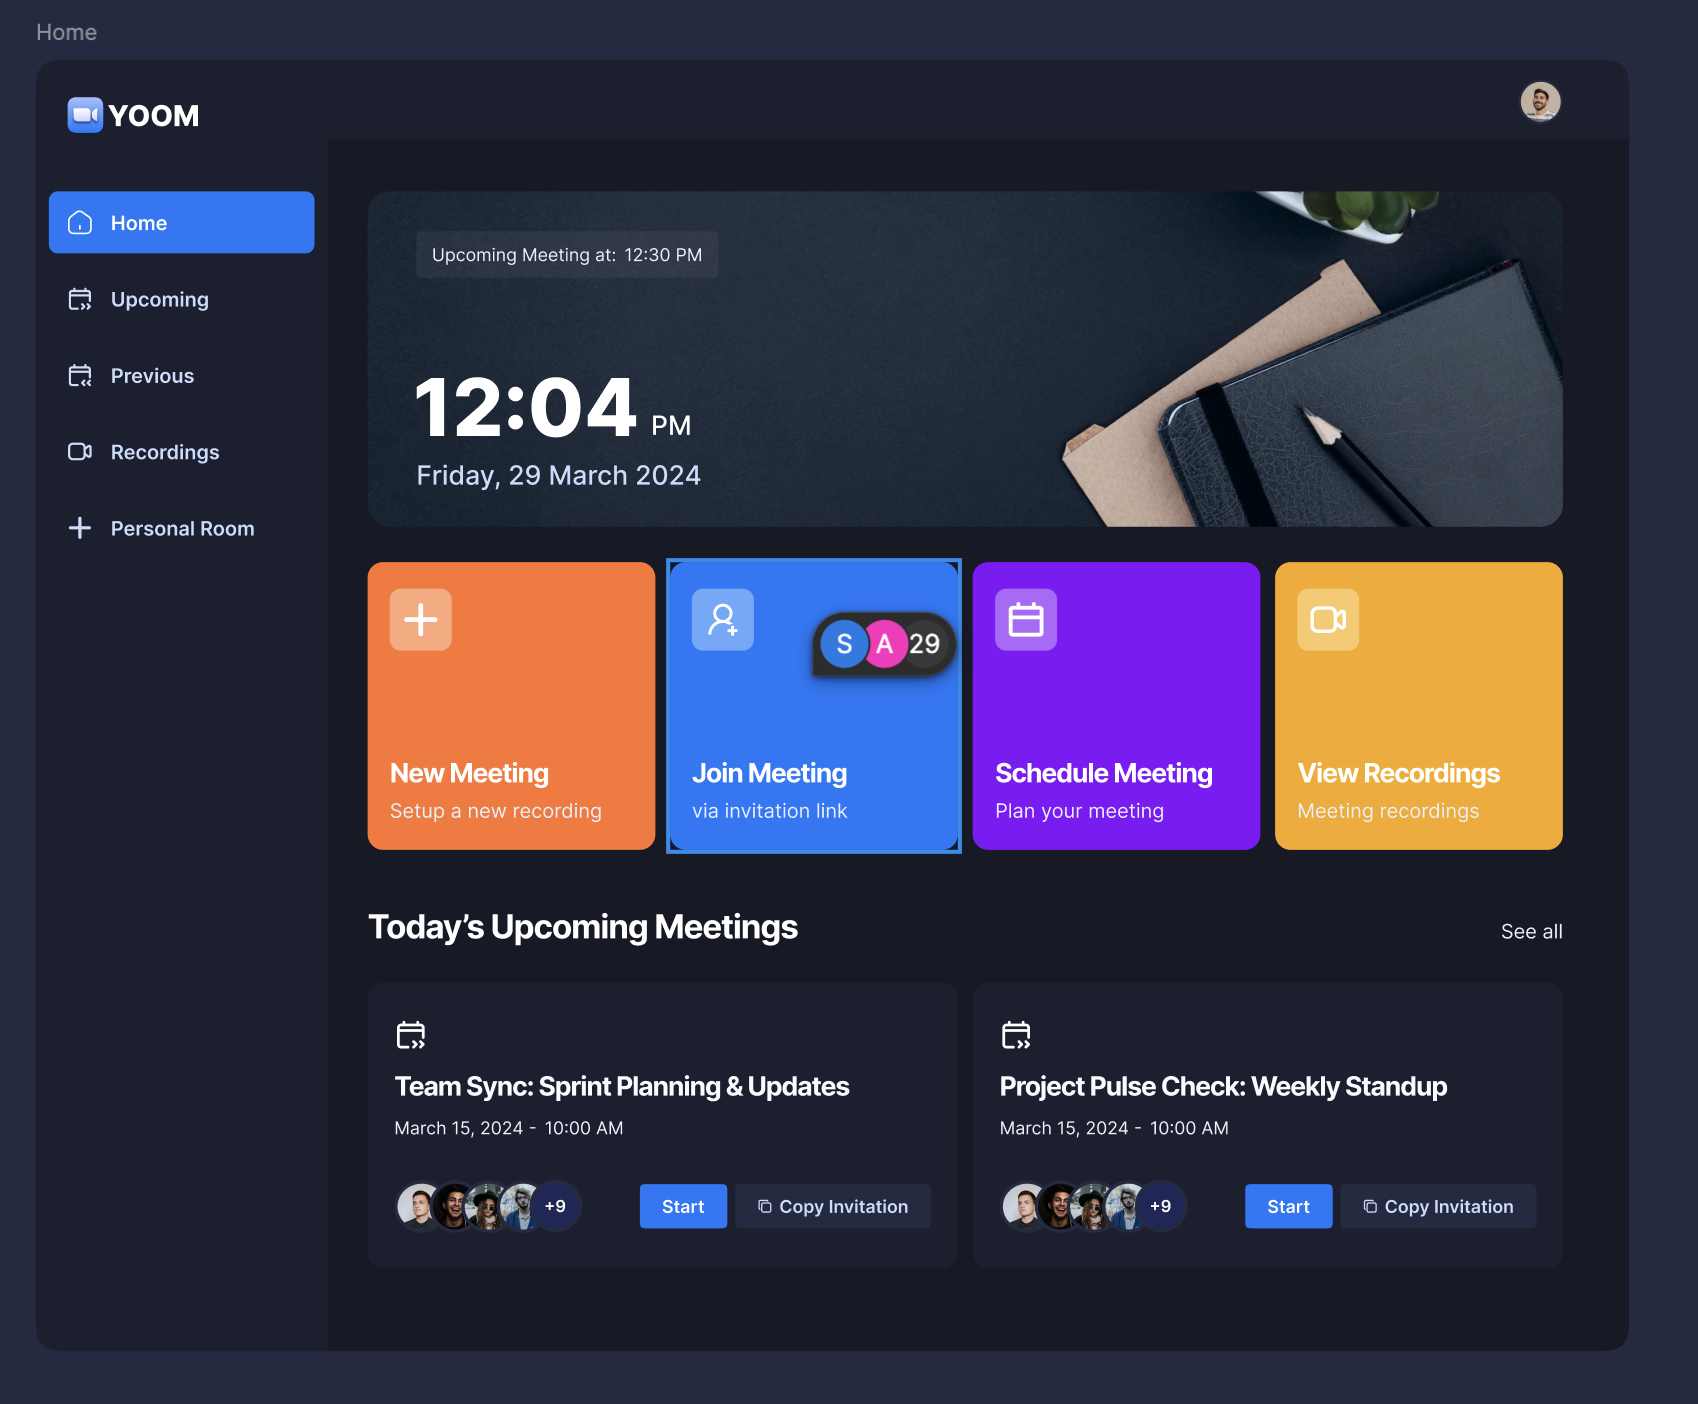 Home
YOOM
Home
Upcoming
Previous
Recordings
Personal Room
Upcoming Meeting at: 12:30 PM
12:04 PM
Friday, 29 March 2024
New Meeting
Setup a new recording
S A 29
Join Meeting
via invitation link
Schedule Meeting
Plan your meeting
View Recordings
Meeting recordings
Today’s Upcoming Meetings
See all
Team Sync: Sprint Planning & Updates
March 15, 2024 - 10:00 AM
+9 Start Copy Invitation
Project Pulse Check: Weekly Standup
March 15, 2024 - 10:00 AM
+9 Start Copy Invitation